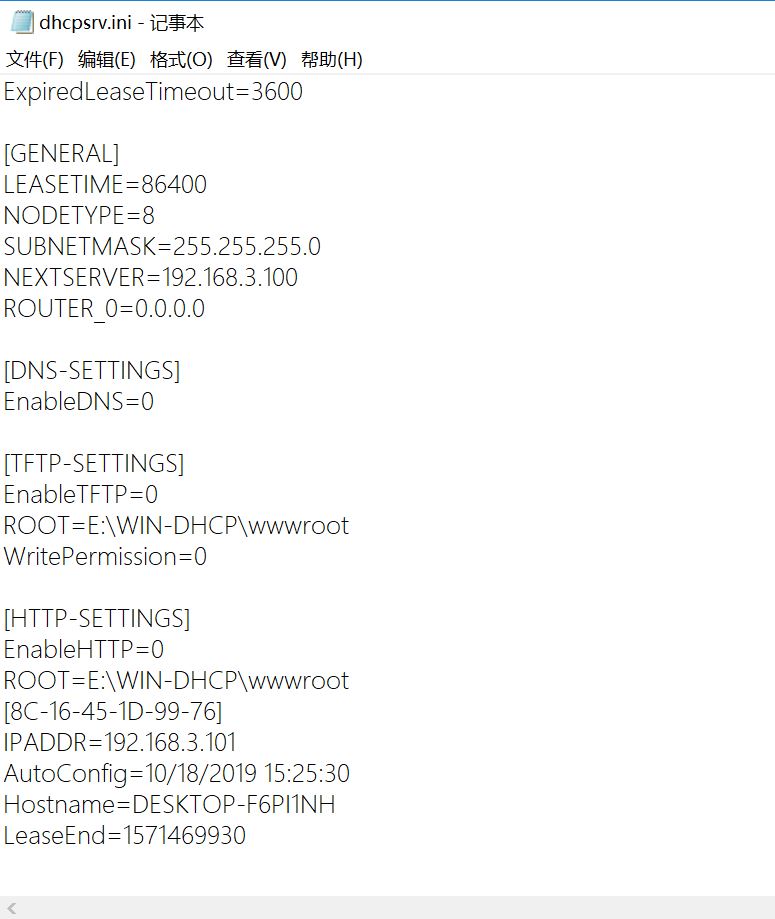 dhcpsrv.ini - 记事本
文件(F) 编辑(E) 格式(O) 查看(V) 帮助(H)
ExpiredLeaseTimeout=3600
[GENERAL]
LEASETIME=86400
NODETYPE=8
SUBNETMASK=255.255.255.0
NEXTSERVER=192.168.3.100
ROUTER_0=0.0.0.0
[DNS-SETTINGS]
EnableDNS=0
[TFTP-SETTINGS]
EnableTFTP=0
ROOT=E:\WIN-DHCP\wwwroot
WritePermission=0
[HTTP-SETTINGS]
EnableHTTP=0
ROOT=E:\WIN-DHCP\wwwroot
[8C-16-45-1D-99-76]
IPADDR=192.168.3.101
AutoConfig=10/18/2019 15:25:30
Hostname=DESKTOP-F6PI1NH
LeaseEnd=1571469930